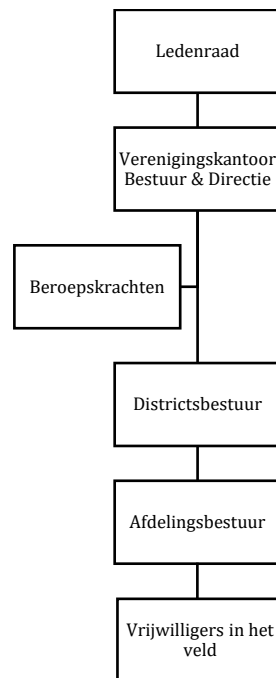 Ledenraad
Verenigingskantoor
Bestuur & Directie
Beroepskrachten
Districtsbestuur
Afdelingsbestuur
Vrijwilligers in het
veld